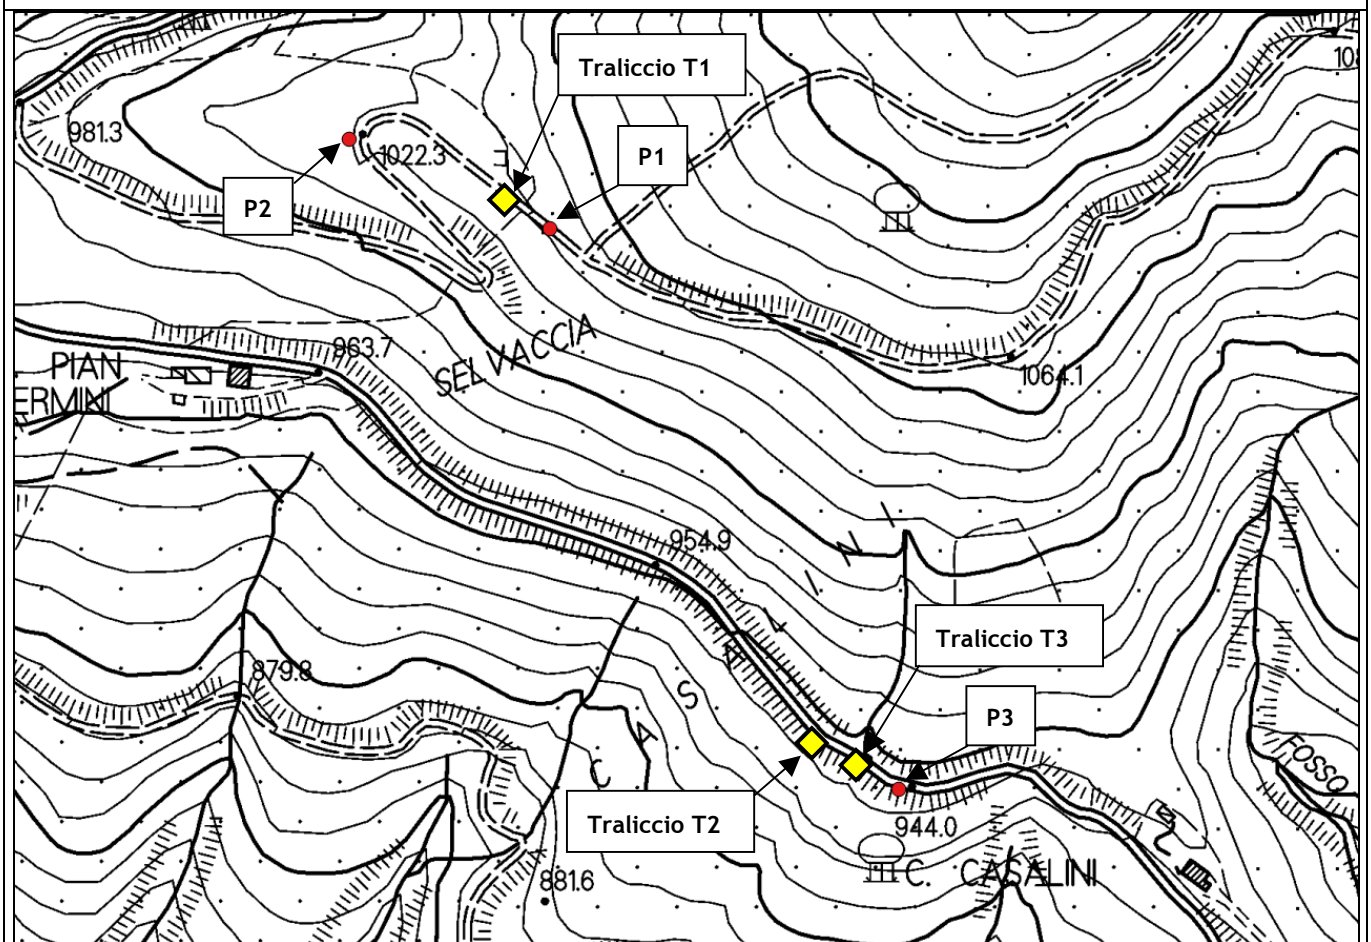 Traliccio T1
981.3
1022.3
P1
P2
963.7
SELVACCIA
PIAN
ERMINI
1064.1
954.9
CASALINI
Traliccio T3
879.8
P3
FOSSO
Traliccio T2
944.0
C. CASALINI
881.6